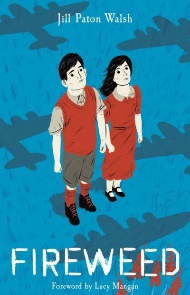 Jill Paton Walsh
FIREWEED
Foreword by Lucy Mangan